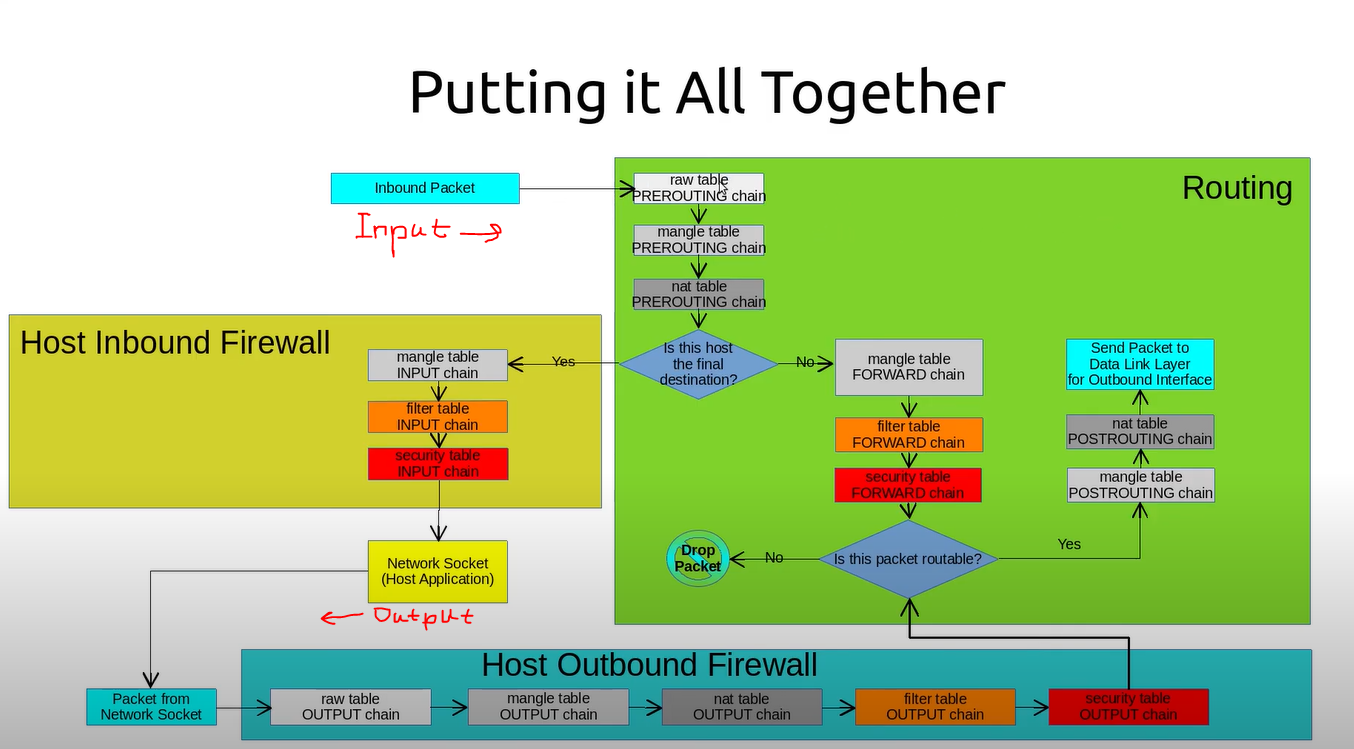 Putting it All Together
Inbound Packet
Input
raw table
PREROUTING chain
Routing
mangle table
PREROUTING chain
nat table
PREROUTING chain
Host Inbound Firewall
mangle table
INPUT chain
Yes
Is this host
the final
destination?
No
mangle table
FORWARD chain
Send Packet to
Data Link Layer
for Outbound Interface
filter table
INPUT chain
filter table
FORWARD chain
nat table
POSTROUTING chain
security table
INPUT chain
security table
FORWARD chain
mangle table
POSTROUTING chain
Network Socket
(Host Application)
Drop
Packet
No
Is this packet routable?
Yes
Output
Host Outbound Firewall
Packet from
Network Socket
raw table
OUTPUT chain
mangle table
OUTPUT chain
nat table
OUTPUT chain
filter table
OUTPUT chain
security table
OUTPUT chain